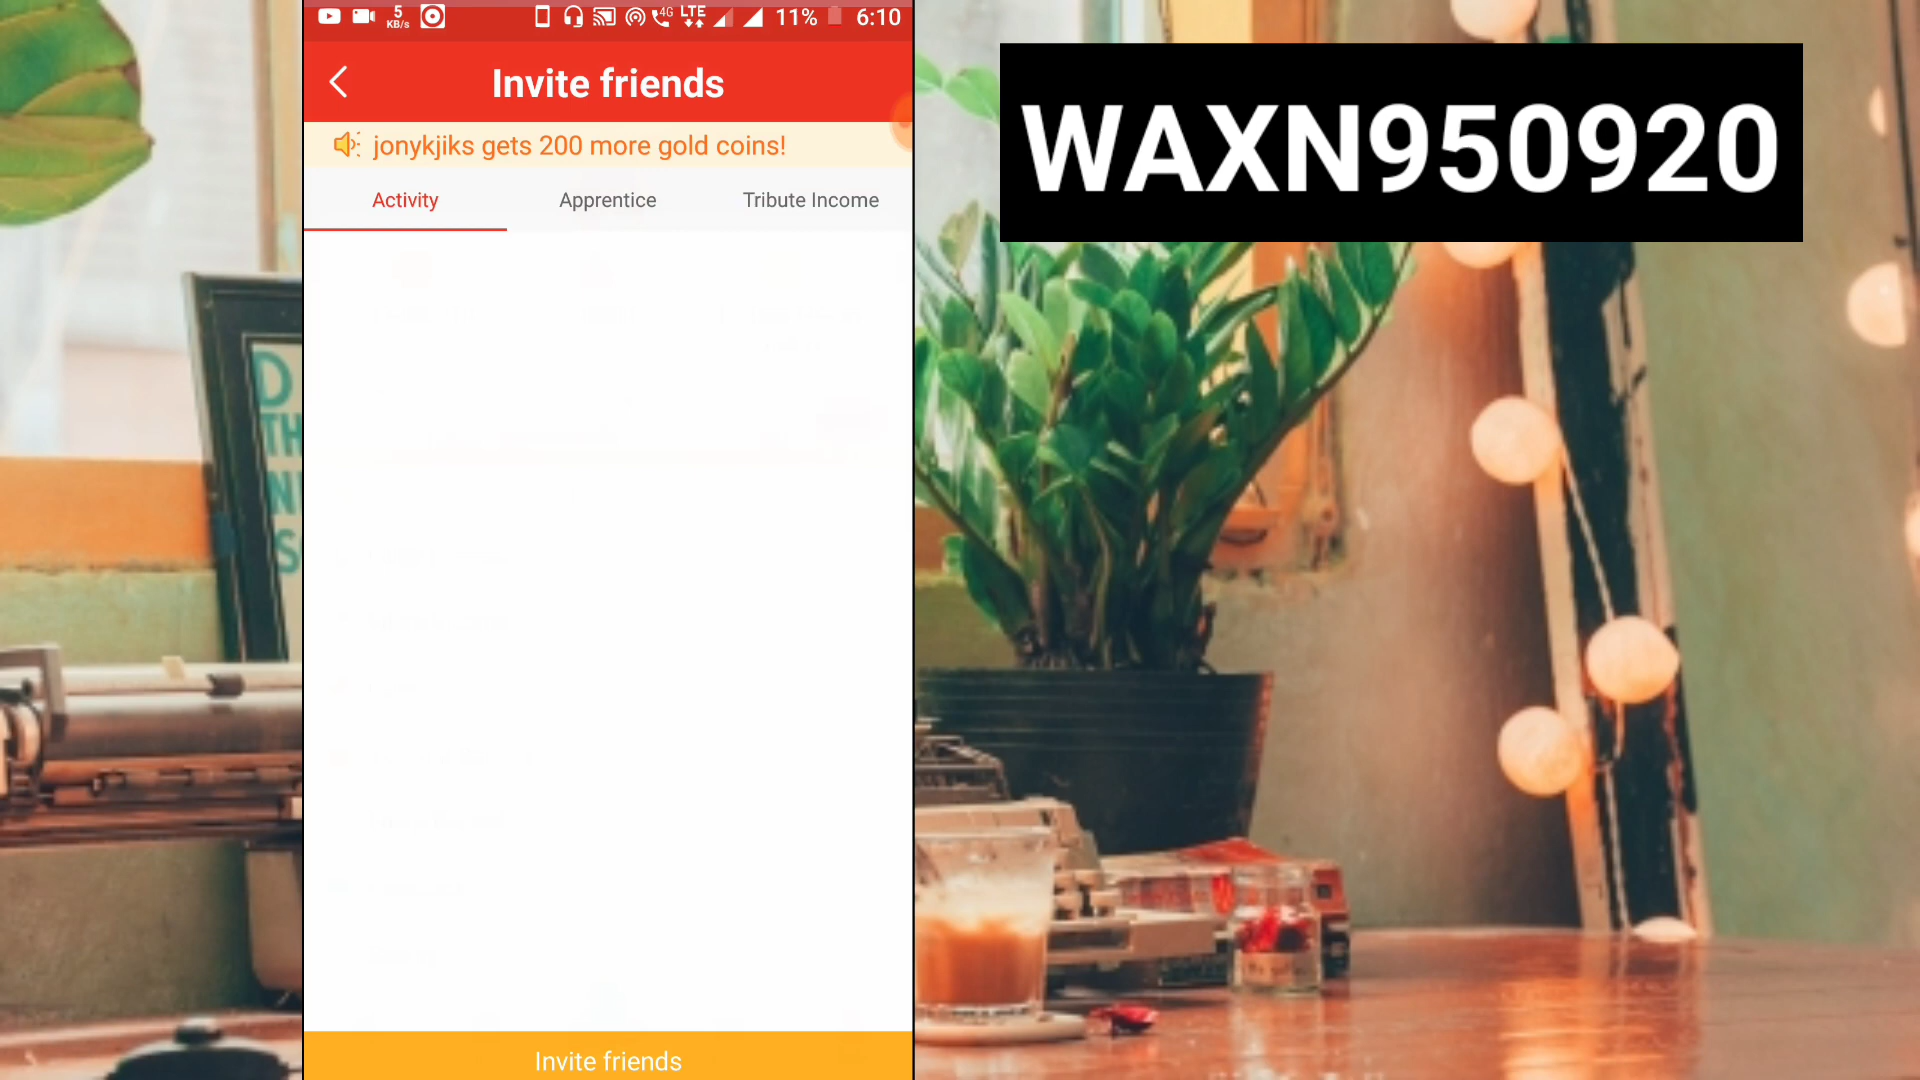 5
KB/s
4G
LTE
11%
6:10
Invite friends
jonykjiks gets 200 more gold coins!
Activity
Apprentice
Tribute Income
Invite friends
WAXN950920
D
TH